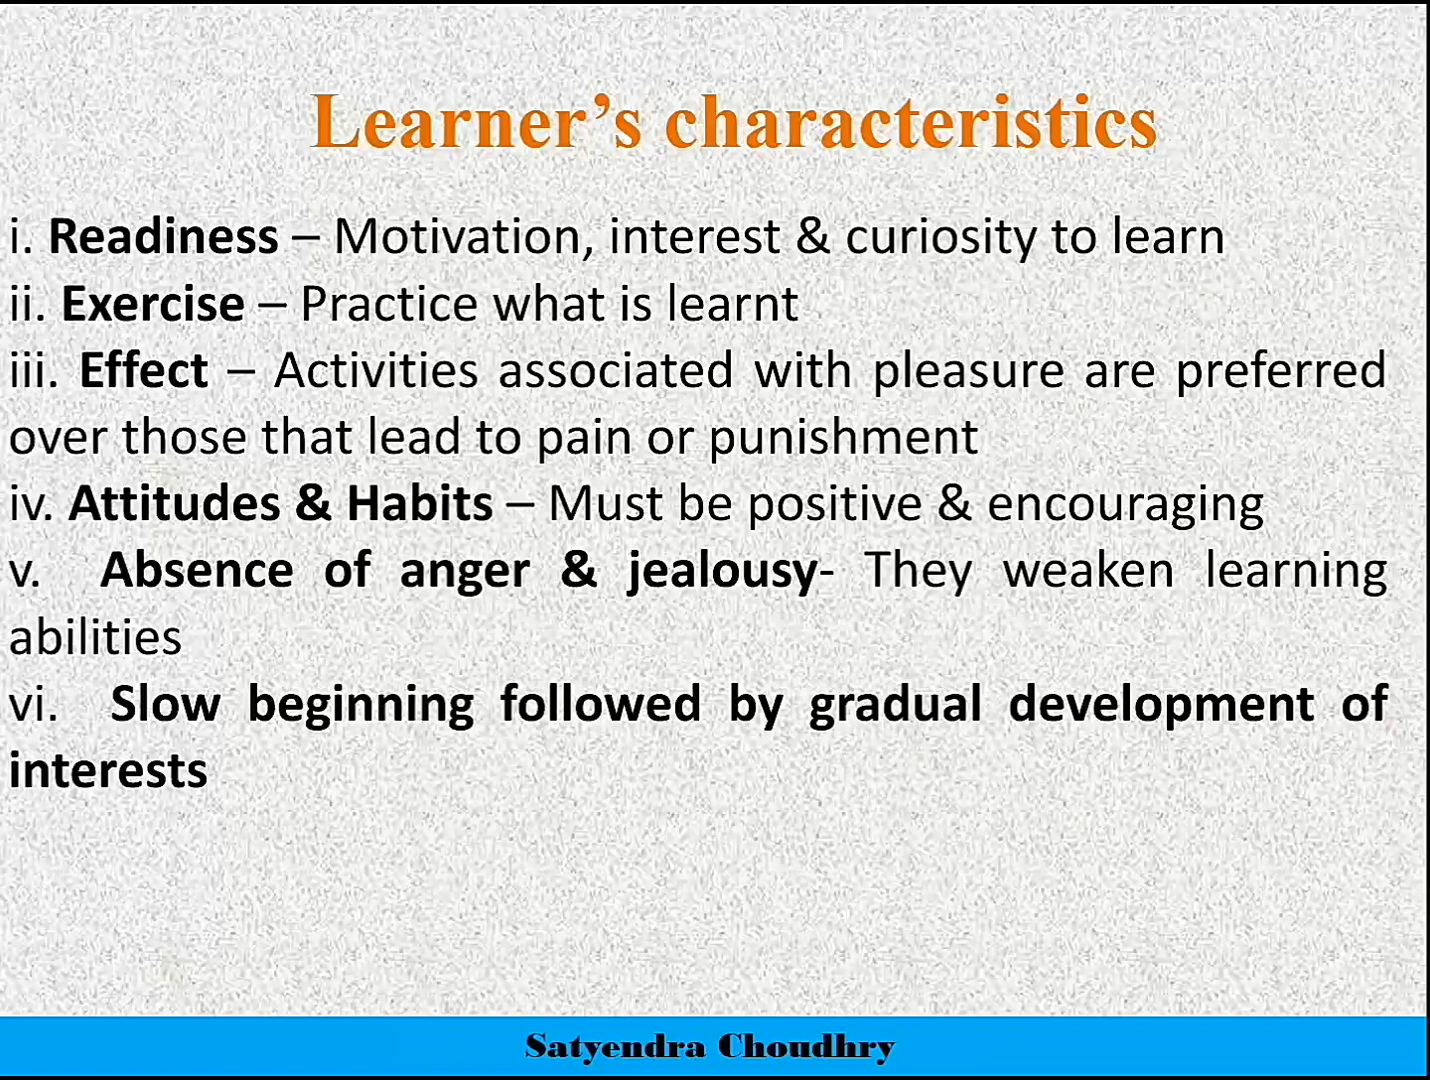 Learner’s characteristics
i. Readiness – Motivation, interest & curiosity to learn
ii. Exercise – Practice what is learnt
iii. Effect – Activities associated with pleasure are preferred
over those that lead to pain or punishment
iv. Attitudes & Habits – Must be positive & encouraging
v. Absence of anger & jealousy- They weaken learning
abilities
vi. Slow beginning followed by gradual development of
interests
Satyendra Choudhry